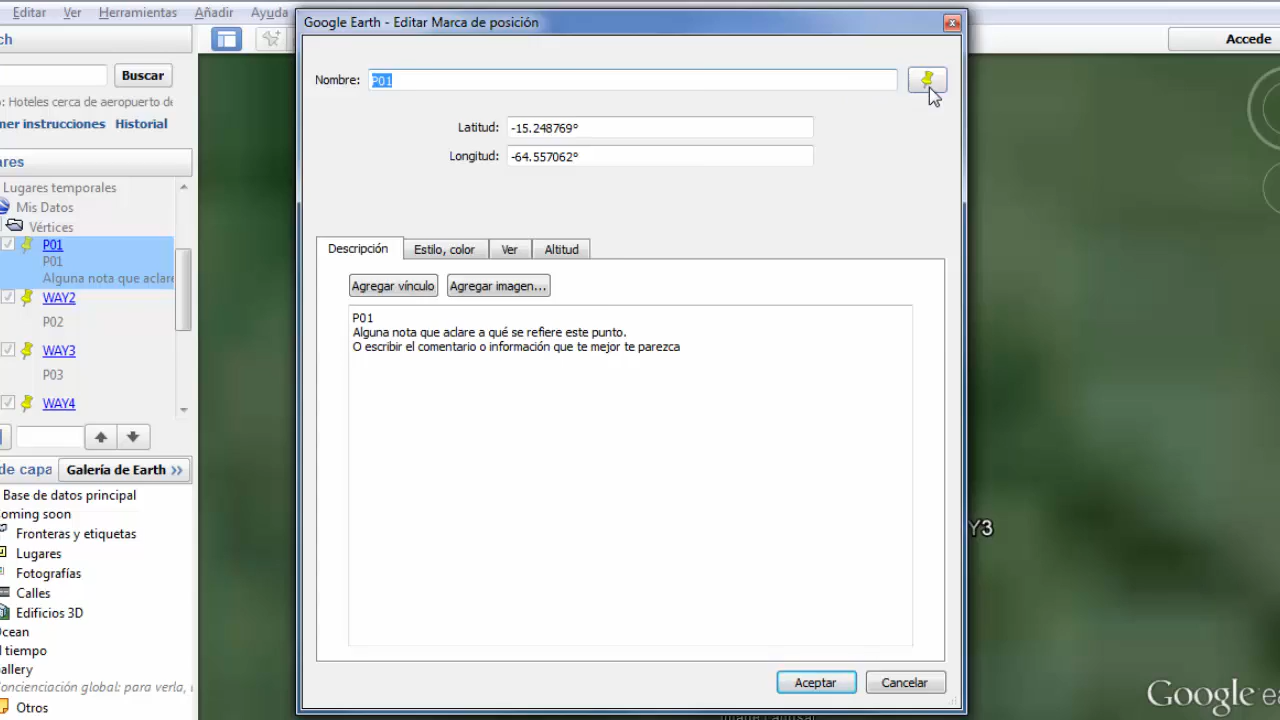 Editar Ver Herramientas Añadir Ayuda
Google Earth - Editar Marca de posición
ch
Accede
Buscar
Hoteles cerca de aeropuerto de
ner instrucciones Historial
Nombre: P01
Latitud: -15.248769°
Longitud: -64.557062°
ares
Lugares temporales
Mis Datos
Vértices
P01
P01
Alguna nota que aclare
WAY2
P02
WAY3
P03
WAY4
Descripción Estilo, color Ver Altitud
Agregar vínculo Agregar imagen...
P01
Alguna nota que aclare a qué se refiere este punto.
O escribir el comentario o información que te mejor te parezca
de capa Galería de Earth >>
Base de datos principal
oming soon
Fronteras y etiquetas
Lugares
Fotografías
Calles
Edificios 3D
Ocean
l tiempo
allery
oncienciación global: para verla,
Otros
Y3
Aceptar Cancelar
Google ea